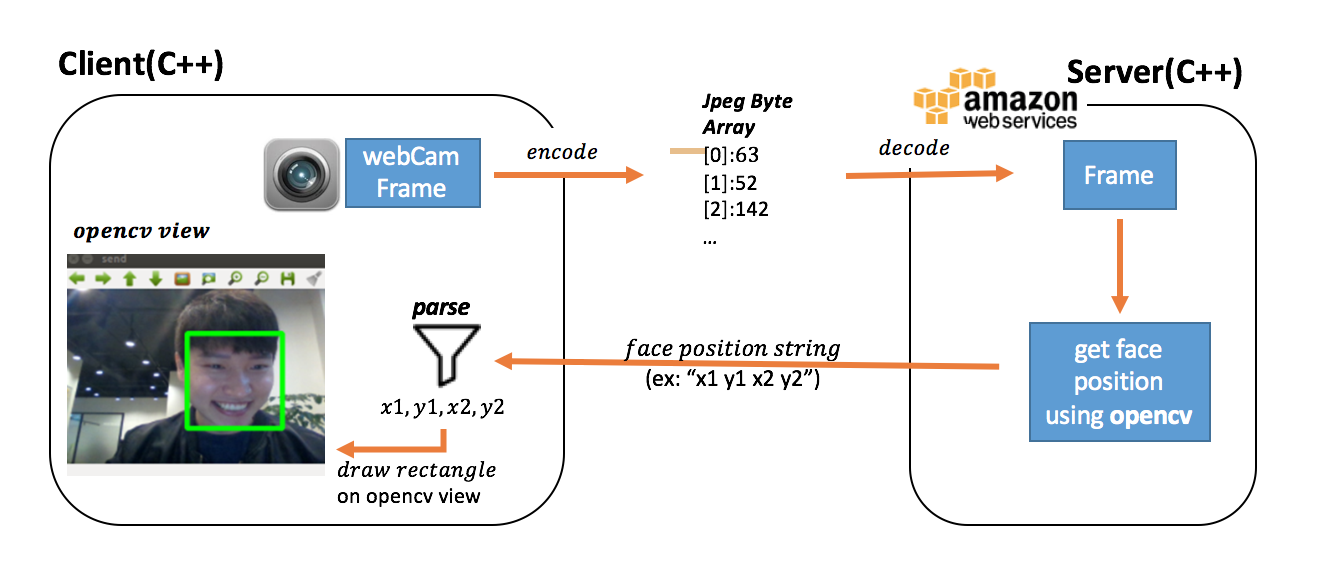 Client(C++)
Server(C++)
amazon
web services
webCam
Frame
encode
Jpeg Byte
Array
[0]:63
[1]:52
[2]:142
...
decode
Frame
opencv view
send
parse
x1, y1, x2, y2
draw rectangle
on opencv view
face position string
(ex: “x1 y1 x2 y2”)
get face
position
using opencv